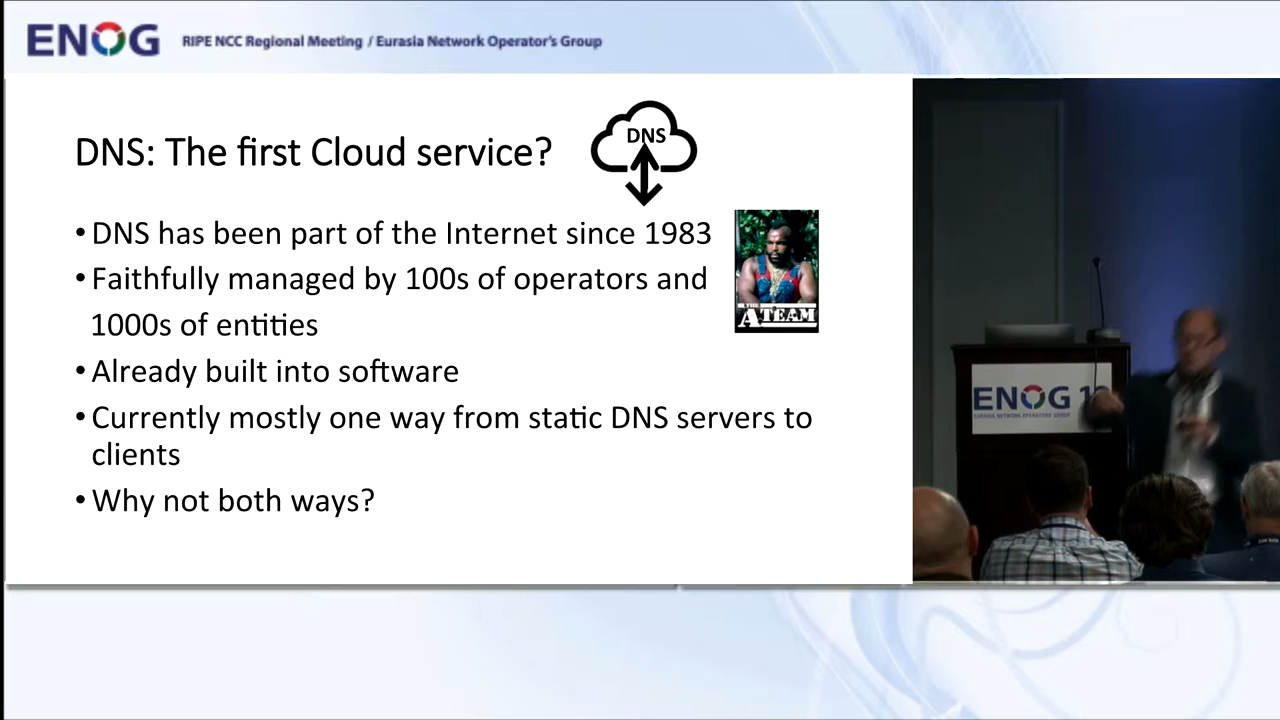 ENOG RIPE NCC Regional Meeting / Eurasia Network Operator's Group
DNS: The first Cloud service?
DNS
• DNS has been part of the Internet since 1983
• Faithfully managed by 100s of operators and
1000s of entities
• Already built into software
• Currently mostly one way from static DNS servers to
clients
• Why not both ways?
THE
A TEAM
ENOG
EURASIA NETWORK OPERATORS GROUP